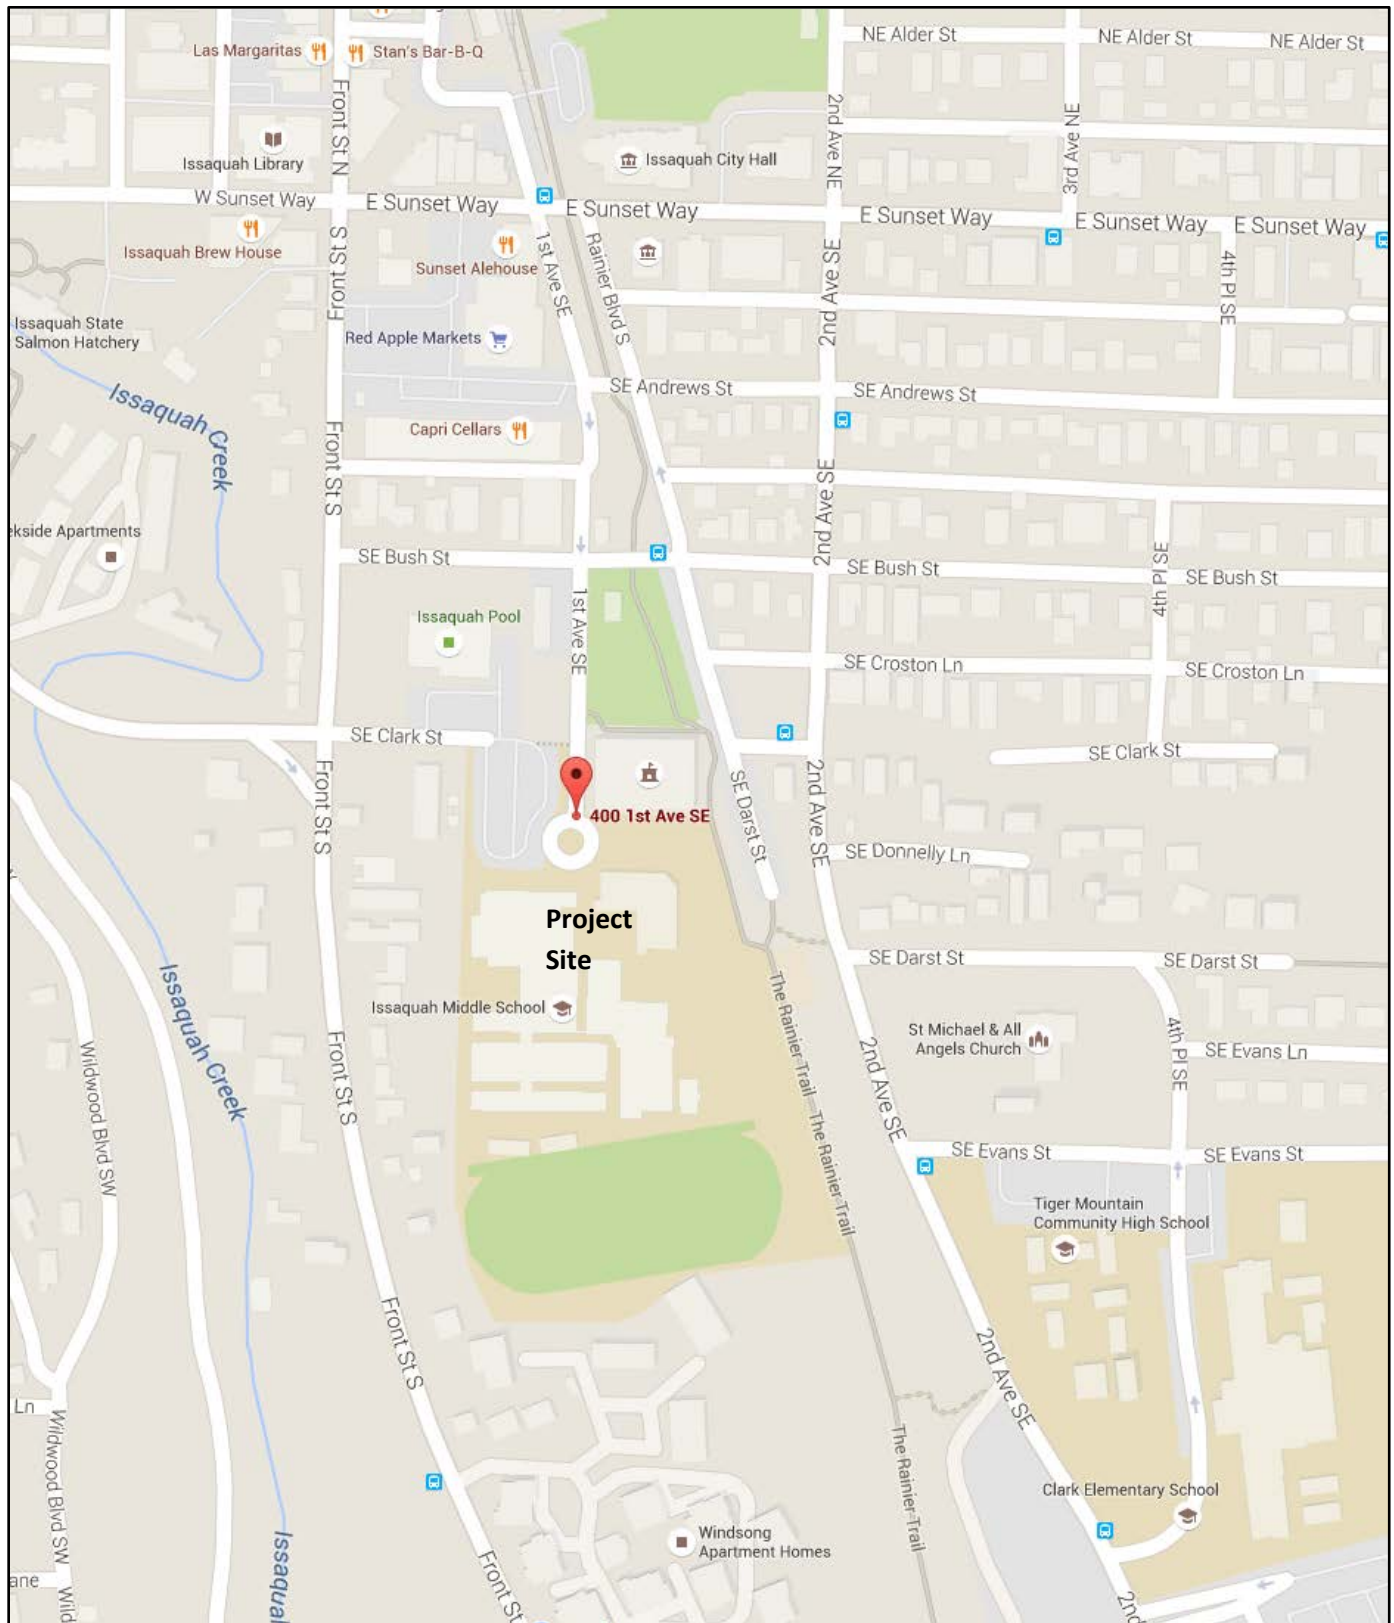 NE Alder St
NE Alder St
NE Alder St
Las Margaritas
Stan's Bar-B-Q
Front St N
2nd Ave NE
3rd Ave NE
Issaquah Library
Issaquah City Hall
W Sunset Way
E Sunset Way
E Sunset Way
E Sunset Way
E Sunset Way
E Sunset Way
Issaquah Brew House
Front St S
Sunset Alehouse
1st Ave SE
Rainier Blvd S
2nd Ave SE
4th Pl SE
Issaquah State
Salmon Hatchery
Red Apple Markets
Issaquah Creek
SE Andrews St
SE Andrews St
Capri Cellars
Front St S
2nd Ave SE
ekside Apartments
SE Bush St
SE Bush St
4th Pl SE
SE Bush St
1st Ave SE
Issaquah Pool
SE Croston Ln
SE Croston Ln
SE Clark St
SE Clark St
Front St S
400 1st Ave SE
SE Darst St
2nd Ave SE
SE Donnelly Ln
Project
Site
SE Darst St
SE Darst St
Issaquah Creek
Issaquah Middle School
The Rainier Trail
St Michael & All
Angels Church
4th Pl SE
SE Evans Ln
Wildwood Blvd SW
Front St S
2nd Ave SE
The Rainier Trail
SE Evans St
SE Evans St
Tiger Mountain
Community High School
Front St S
2nd Ave SE
Ln
Wildwood Blvd SW
The Rainier Trail
Clark Elementary School
Issaqua
Windsong
Apartment Homes
Front St
ane
Wild
2nd